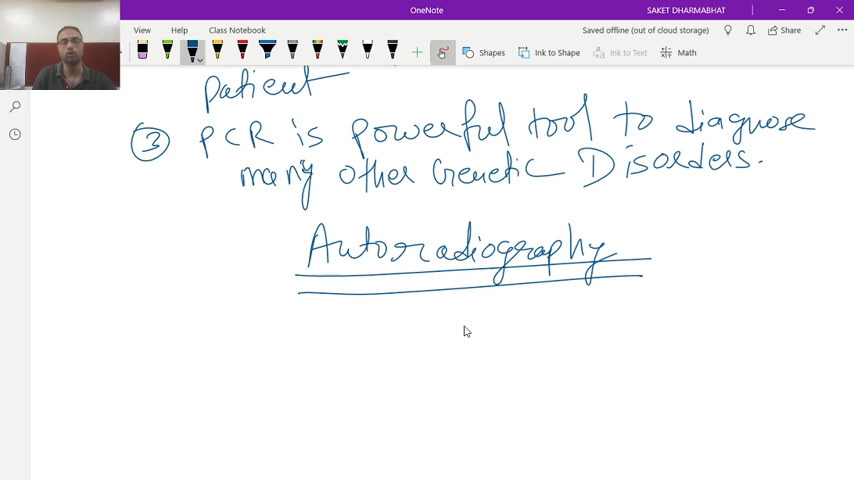 OneNote
SAKET DHARMABHAT
View Help Class Notebook
Saved offline (out of cloud storage) Share
Shapes Ink to Shape Ink to Text Math
patient
3 PCR is powerful tool to diagnose
many other Genetic Disorders.
Autoradiography